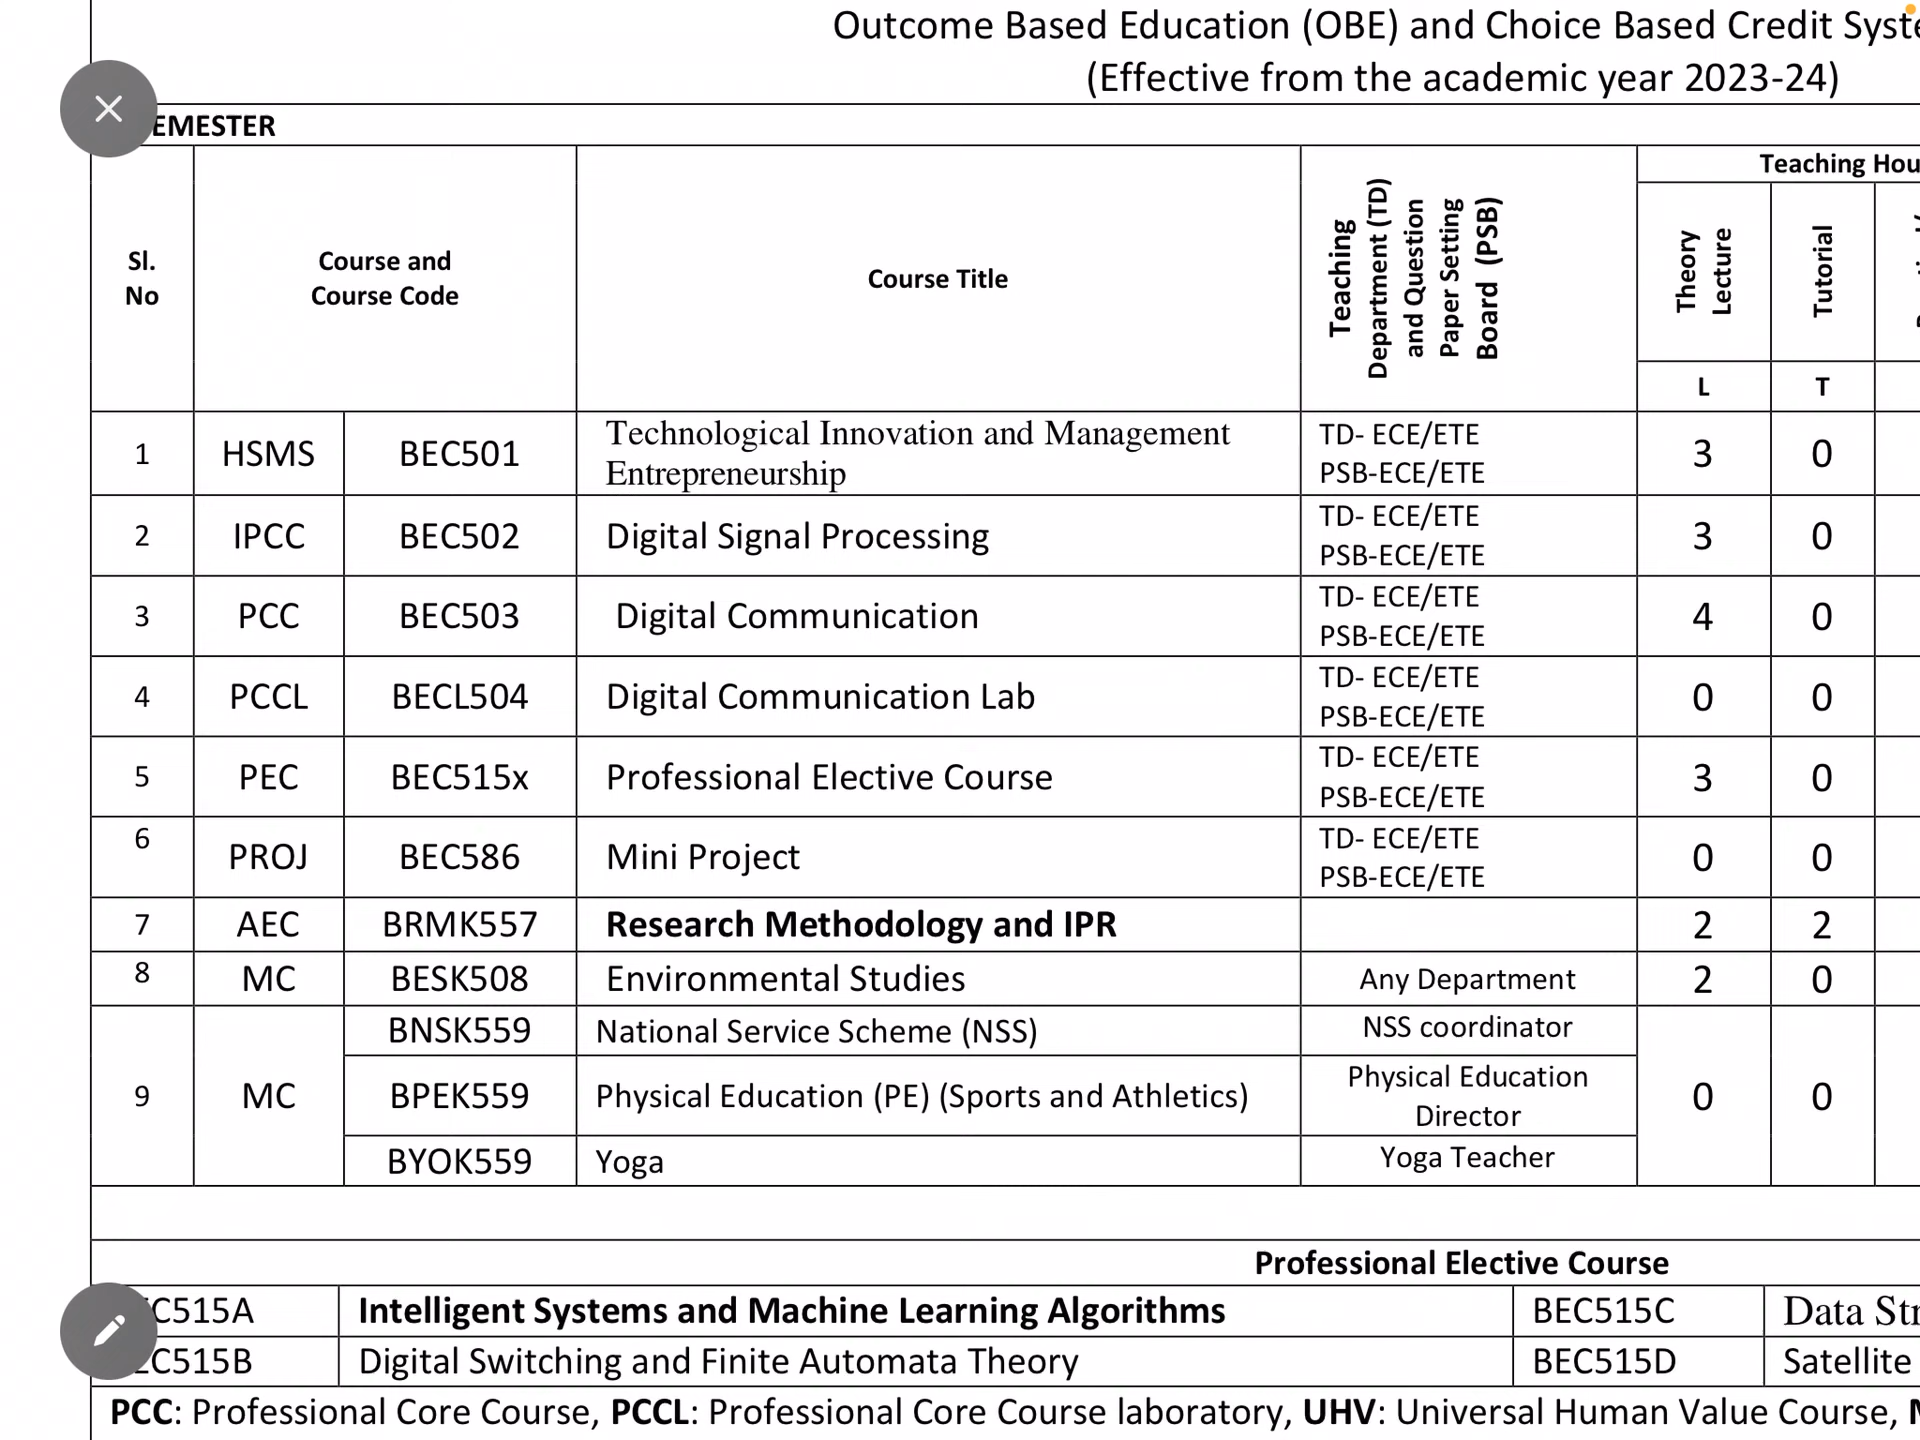 Outcome Based Education (OBE) and Choice Based Credit
(Effective from the academic year 2023-24)
Teaching
Sl.
No
Course and
Course Code
Course Title
Teaching
Department (TD)
and Question
Paper Setting
Board (PSB)
Theory
Lecture
Tutorial
L
T
1 HSMS BEC501 Technological Innovation and Management
Entrepreneurship
TD- ECE/ETE
PSB-ECE/ETE
3 0
2 IPCC BEC502 Digital Signal Processing
TD- ECE/ETE
PSB-ECE/ETE
3 0
3 PCC BEC503 Digital Communication
TD- ECE/ETE
PSB-ECE/ETE
4 0
4 PCCL BECL504 Digital Communication Lab
TD- ECE/ETE
PSB-ECE/ETE
0 0
5 PEC BEC515x Professional Elective Course
TD- ECE/ETE
PSB-ECE/ETE
3 0
6 PROJ BEC586 Mini Project
TD- ECE/ETE
PSB-ECE/ETE
0 0
7 AEC BRMK557 Research Methodology and IPR 2 2
8 MC BESK508 Environmental Studies Any Department 2 0
9 MC
BNSK559 National Service Scheme (NSS) NSS coordinator
BPEK559 Physical Education (PE) (Sports and Athletics) Physical Education
Director
0 0
BYOK559 Yoga Yoga Teacher
Professional Elective Course
C515A Intelligent Systems and Machine Learning Algorithms BEC515C Data
C515B Digital Switching and Finite Automata Theory BEC515D Satellite
PCC: Professional Core Course, PCCL: Professional Core Course laboratory, UHV: Universal Human Value Course,